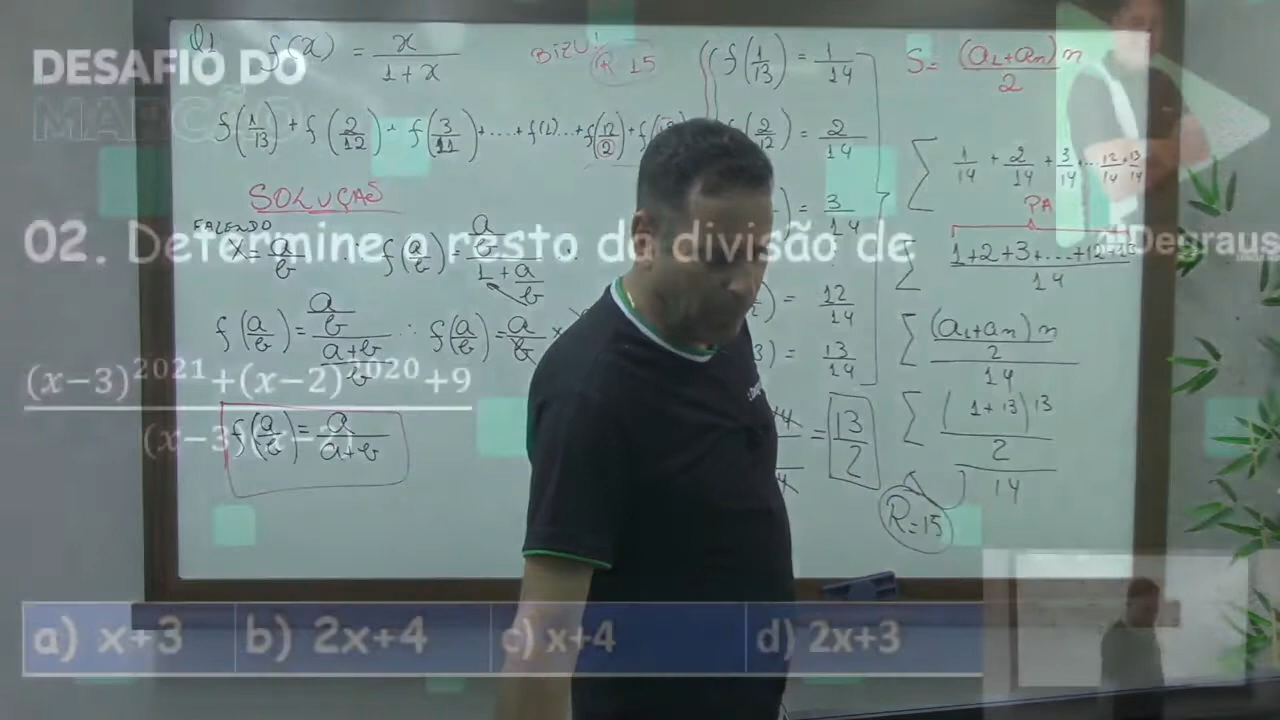 DESAFIO DO
MARCÃO
Q1 f(x) = x
1+x
BIZU!
R 15
f(1/13) + f(2/12) + f(3/11) +....+ f(1)...+ f(12/2) + f(
SOLUÇÃO
FAZENDO
x = a/b ∴ f(a/b) = a/b
1 + a/b
f(a/b) = a/b
a+b/b
∴ f(a/b) = a/b ×
f(a/b) = a
a+b
f(1/13) = 1/14
f(2/12) = 2/14
) = 3/14
) = 12/14
3) = 13/14
= 13/2
S = (a1+an)n
2
∑ 1/14 + 2/14 + 3/14 +... 12/14 + 13/14
PA
∑ 1+2+3+....+12+13
14
∑ (a1+an)n
2
14
∑ (1+13)13
2
14
R=15
02. Determine o resto da divisão de
(x−3)^2021+(x−2)^2020+9
(x−3)(x−2)
Degraus
a) x+3
b) 2x+4
c) x+4
d) 2x+3